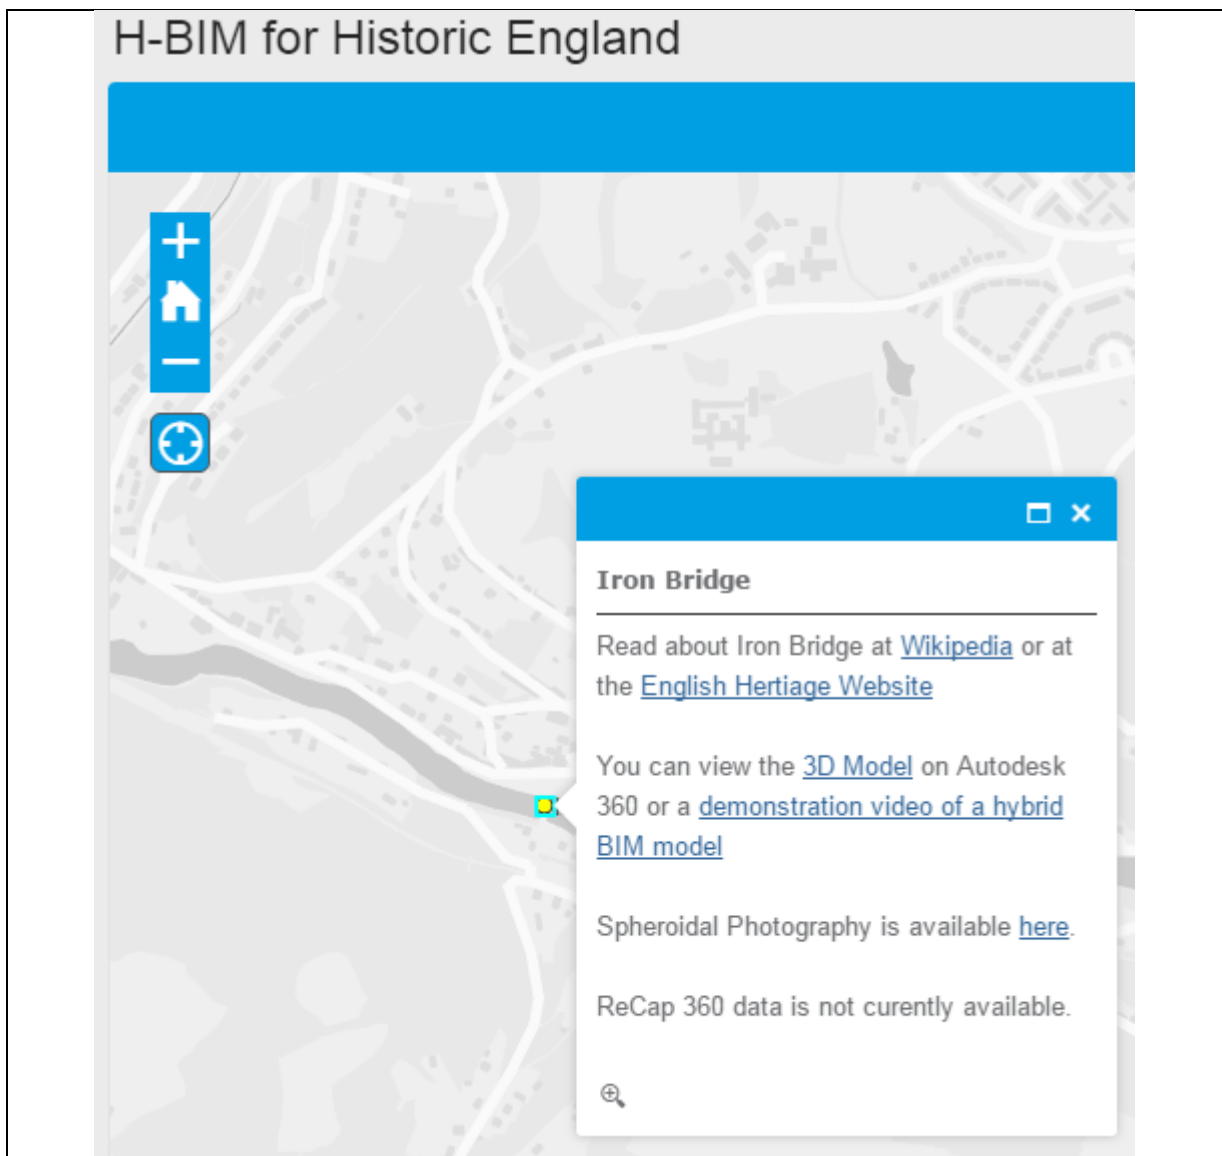 H-BIM for Historic England
Iron Bridge
Read about Iron Bridge at Wikipedia or at
the English Hertiage Website
You can view the 3D Model on Autodesk
360 or a demonstration video of a hybrid
BIM model
Spheroidal Photography is available here.
ReCap 360 data is not curently available.